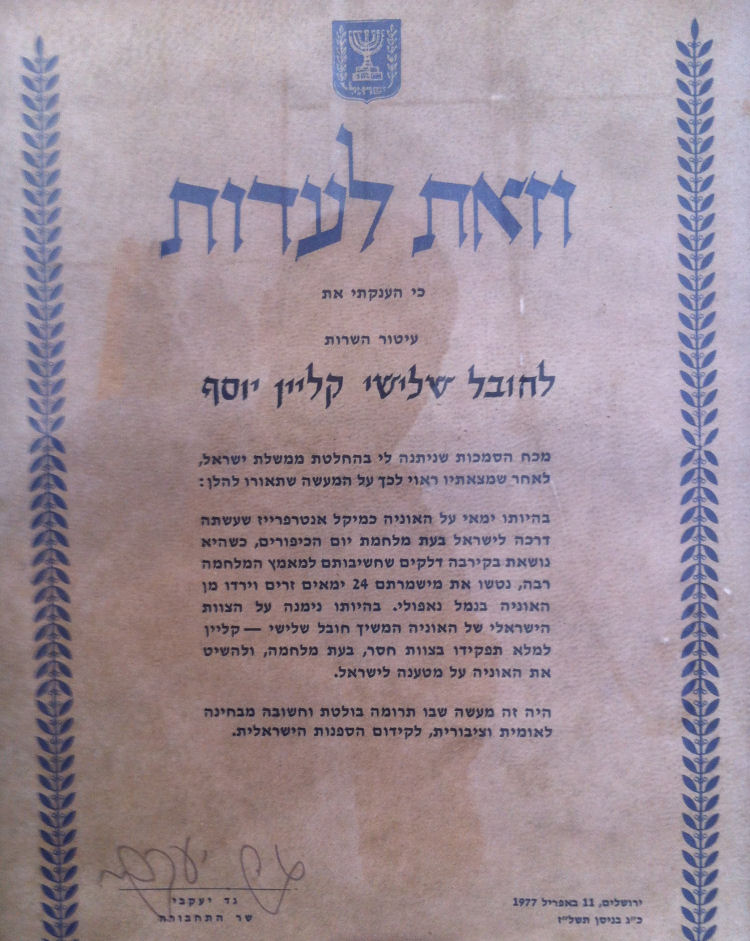 ישראל
וזאת לעדות
כי הענקתי את
עיטור השרות
לחובל שלישי קליין יוסף
מכח הסמכות שניתנה לי בהחלטת ממשלת ישראל,
לאחר שמצאתיו ראוי לכך על המעשה שתאורו להלן:
בהיותו ימאי על האוניה כמיקל אנטרפרייז שעשתה
דרכה לישראל בעת מלחמת יום הכיפורים, כשהיא
נושאת בקירבה דלקים שחשיבותם למאמץ המלחמה
רבה, נטשו את מישמרתם 24 ימאים זרים וירדו מן
האוניה בנמל נאפולי. בהיותו נימנה על הצוות
הישראלי של האוניה המשיך חובל שלישי — קליין
למלא תפקידו בצוות חסר, בעת מלחמה, ולהשיט
את האוניה על מטענה לישראל.
היה זה מעשה שבו תרומה בולטת וחשובה מבחינה
לאומית וציבורית, לקידום הספנות הישראלית.
גד יעקבי
גד יעקבי
שר התחבורה
ירושלים, 11 באפריל 1977
כ"ג בניסן תשל"ז